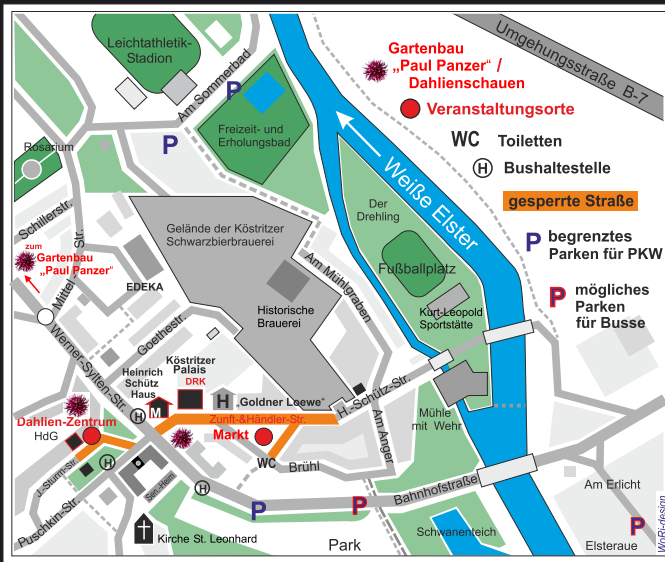 Leichtathletik-
Stadion
Am Sommerbad
P
P
Freizeit- und
Erholungsbad
Rosarium
Umgehungsstraße B-7
Gartenbau
„Paul Panzer“ /
Dahlienschauen
Veranstaltungsorte
WC Toiletten
H Bushaltestelle
gesperrte Straße
P begrenztes
Parken für PKW
P mögliches
Parken
für Busse
Weiße Elster
Der
Drehling
Fußballplatz
Kurt-Leopold
Sportstätte
Schillerstr.
Mittel-Str.
zum
Gartenbau
„Paul Panzer“
Gelände der Köstritzer
Schwarzbierbrauerei
Am Mühlgraben
EDEKA
Historische
Brauerei
Goethestr.
Werner-Sylten-Str.
Heinrich
Schütz
Haus
M
Köstritzer
Palais
DRK
H „Goldner Loewe“
H.-Schütz-Str.
Zunft-&Händler-Str.
Markt
WC
Brühl
Am Anger
Mühle
mit Wehr
Dahlien-Zentrum
HdG
H
H
H
J.-Sturm-Str.
Puschkin-Str.
Sen.-Heim
Kirche St. Leonhard
P
P
Bahnhofstraße
Park
Schwanenteich
Am Erlicht
P
Elsteraue
WoRi-design